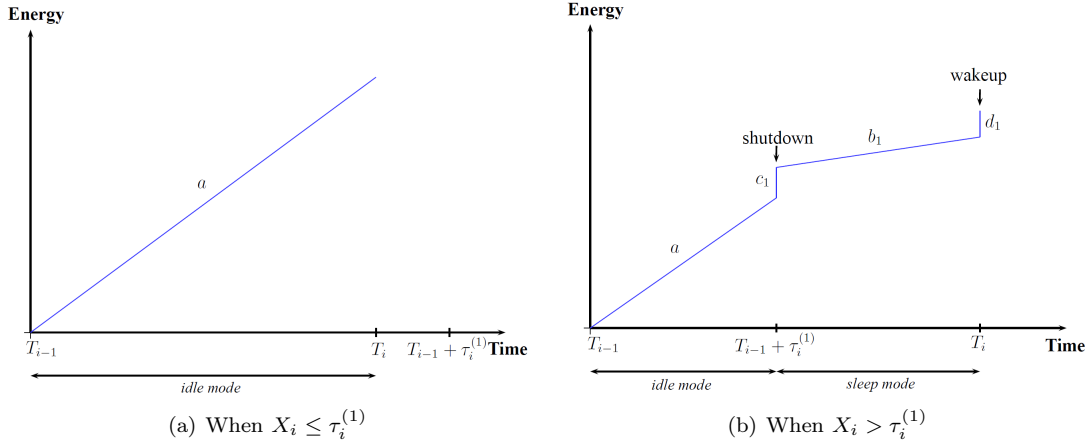 Energy
a
T_{i-1}
T_i
T_{i-1} + τ_i^{(1)}
Time
idle mode
(a) When X_i ≤ τ_i^{(1)}
Energy
wakeup
d_1
b_1
shutdown
c_1
a
T_{i-1}
T_{i-1} + τ_i^{(1)}
T_i
Time
idle mode
sleep mode
(b) When X_i > τ_i^{(1)}